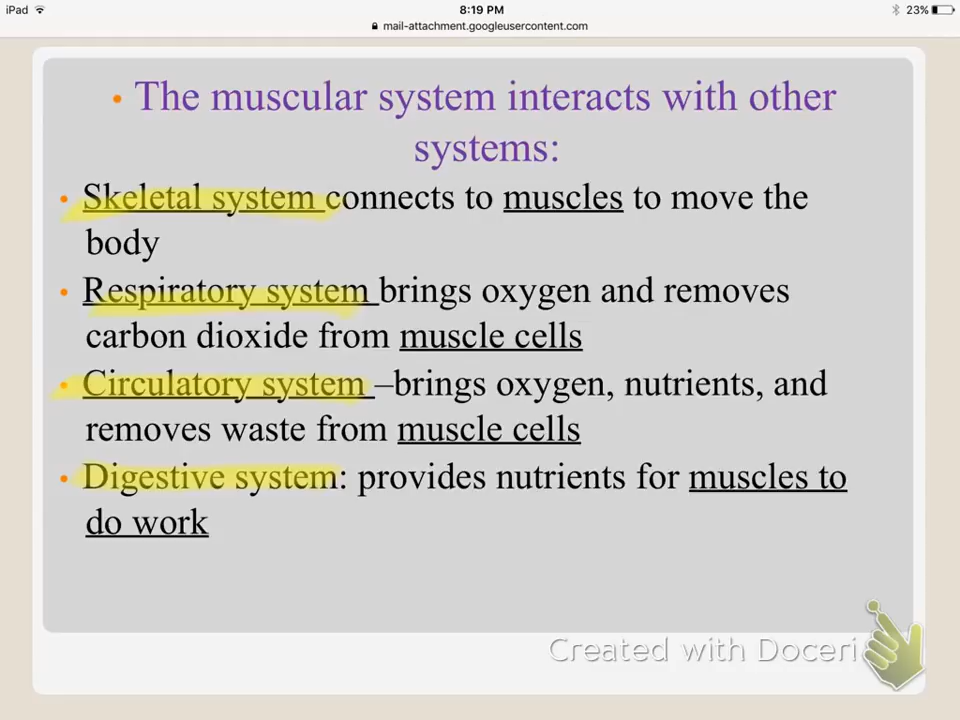 iPad 8:19 PM 23%
mail-attachment.googleusercontent.com
• The muscular system interacts with other
systems:
• Skeletal system connects to muscles to move the
body
• Respiratory system brings oxygen and removes
carbon dioxide from muscle cells
• Circulatory system –brings oxygen, nutrients, and
removes waste from muscle cells
• Digestive system: provides nutrients for muscles to
do work
Created with Doceri